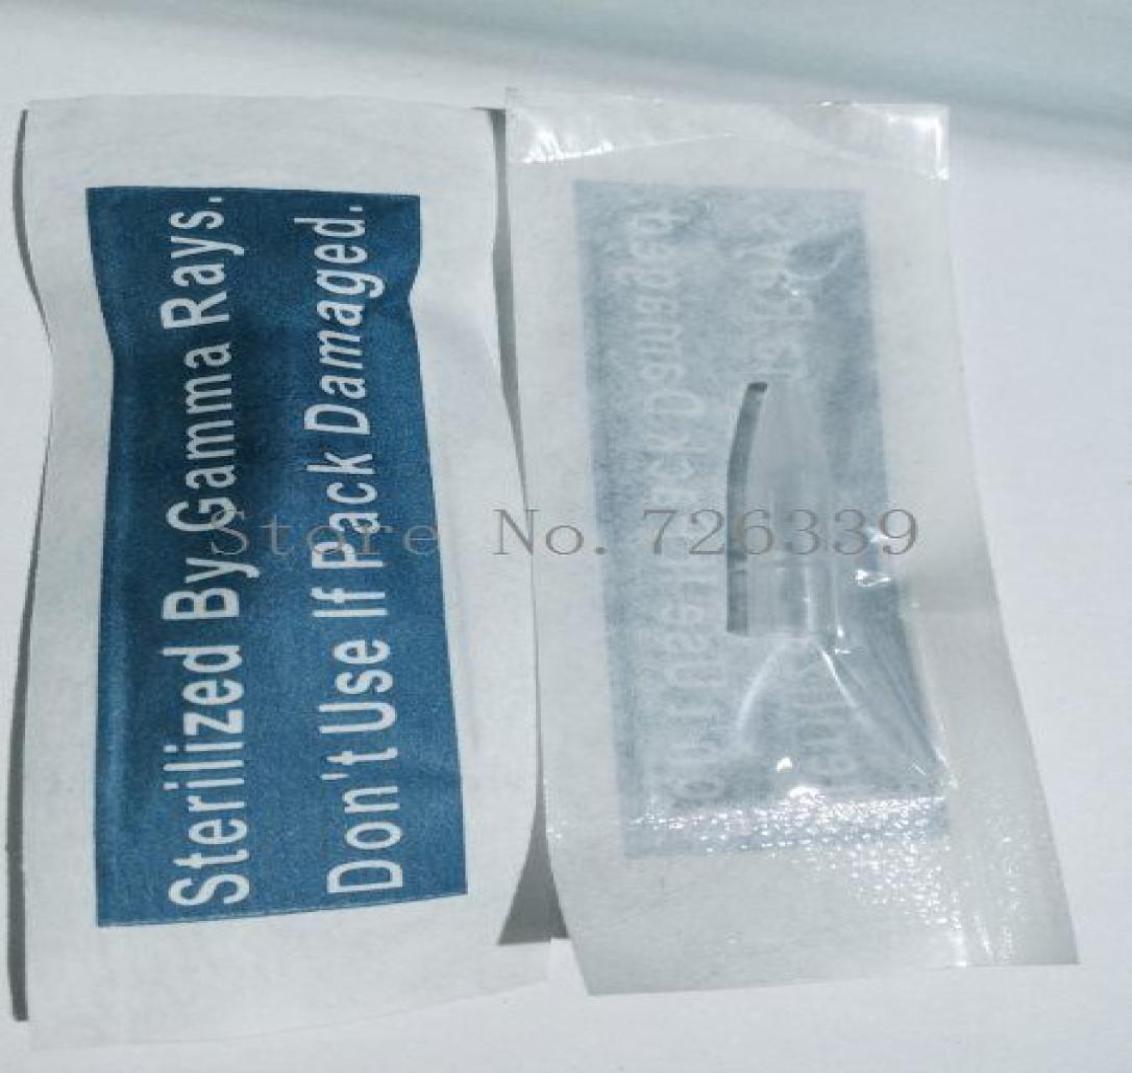 Sterilized By Gamma Rays.
Don't Use If Pack Damaged.
Store No. 726339